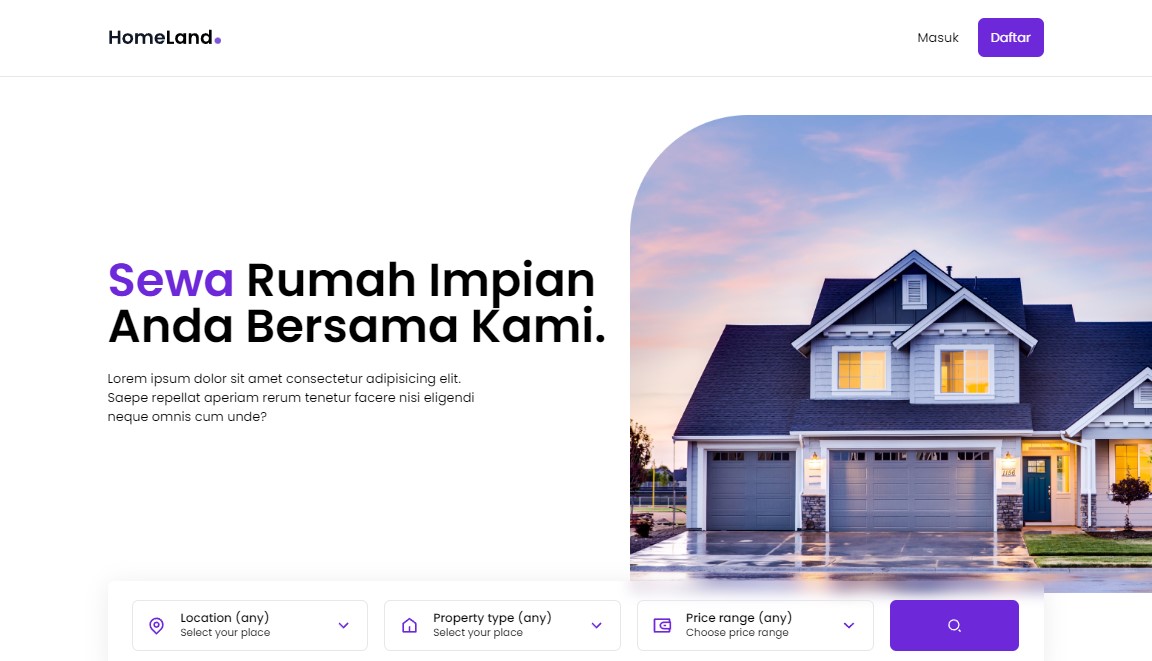 HomeLand
Masuk
Daftar
Sewa Rumah Impian
Anda Bersama Kami.
Lorem ipsum dolor sit amet consectetur adipisicing elit.
Saepe repellat aperiam rerum tenetur facere nisi eligendi
neque omnis cum unde?
Location (any)
Select your place
Property type (any)
Select your place
Price range (any)
Choose price range